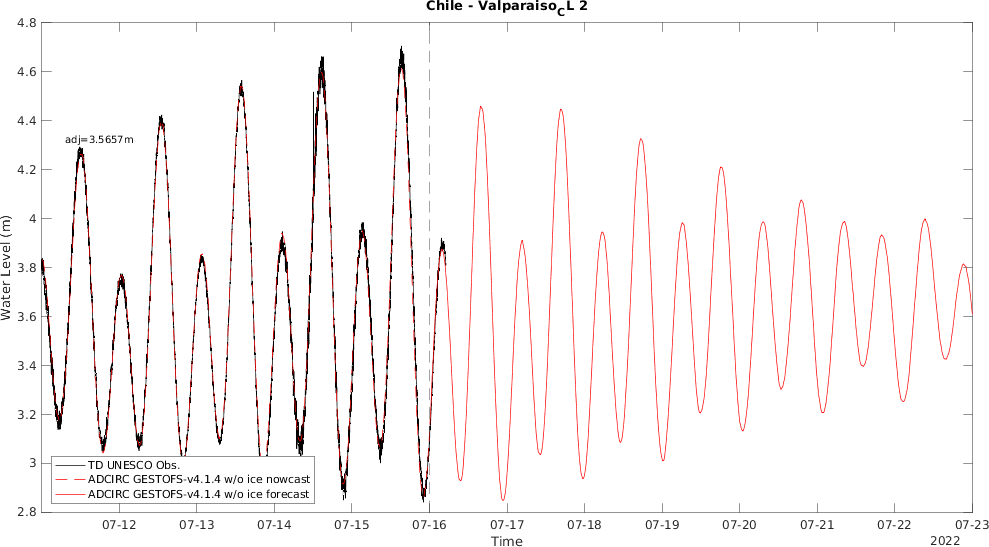 Chile - ValparaisoCL 2
4.8
4.6
4.4
4.2
4
3.8
3.6
3.4
3.2
3
2.8
Water Level (m)
adj=3.5657m
TD UNESCO Obs.
ADCIRC GESTOFS-v4.1.4 w/o ice nowcast
ADCIRC GESTOFS-v4.1.4 w/o ice forecast
07-12 07-13 07-14 07-15 07-16 07-17 07-18 07-19 07-20 07-21 07-22 07-23
Time
2022